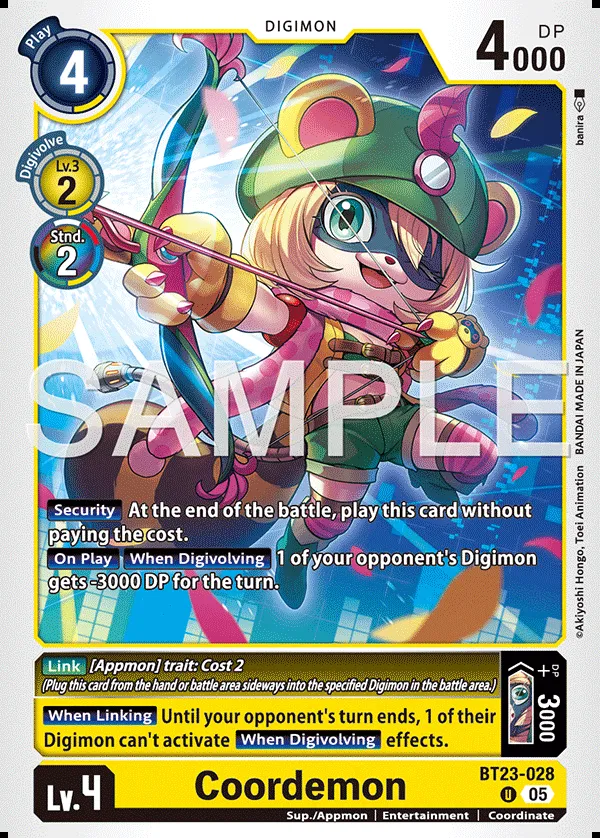 DIGIMON
Play
4
DP
4000
Digivolve
Lv.3
2
Stnd.
2
banira
SAMPLE
©Akiyoshi Hongo, Toei Animation BANDAI MADE IN JAPAN
Security At the end of the battle, play this card without
paying the cost.
On Play When Digivolving 1 of your opponent's Digimon
gets -3000 DP for the turn.
Link [Appmon] trait: Cost 2
(Plug this card from the hand or battle area sideways into the specified Digimon in the battle area.)
When Linking Until your opponent's turn ends, 1 of their
Digimon can't activate When Digivolving effects.
DP
+3000
Lv.4
Coordemon
BT23-028
U 05
Sup./Appmon | Entertainment | Coordinate